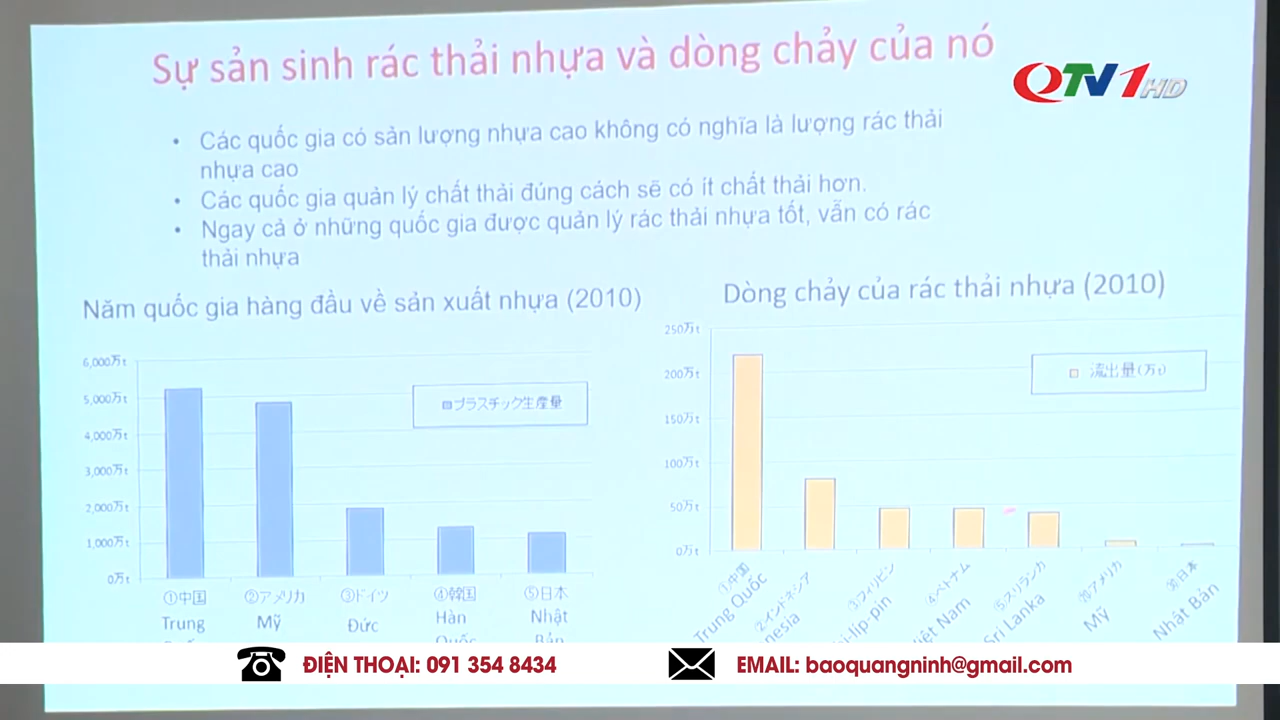 Sự sản sinh rác thải nhựa và dòng chảy của nó
QTV1HD
• Các quốc gia có sản lượng nhựa cao không có nghĩa là lượng rác thải
nhựa cao
• Các quốc gia quản lý chất thải đúng cách sẽ có ít chất thải hơn.
• Ngay cả ở những quốc gia được quản lý rác thải nhựa tốt, vẫn có rác
thải nhựa
Năm quốc gia hàng đầu về sản xuất nhựa (2010)
6,000万t
5,000万t
4,000万t
3,000万t
2,000万t
1,000万t
0万t
プラスチック生産量
①中国 ②アメリカ ③ドイツ ④韓国 ⑤日本
Trung Mỹ Đức Hàn Nhật
Quốc Bản
Dòng chảy của rác thải nhựa (2010)
250万t
200万t
150万t
100万t
50万t
0万t
流出量(万t)
①中国 ②インドネシア ③フィリピン ④ベトナム ⑤スリランカ ⑳アメリカ ㉚日本
Trung Quốc Việt Nam Sri Lanka Mỹ Nhật Bản
ĐIỆN THOẠI: 091 354 8434
EMAIL: baoquangninh@gmail.com